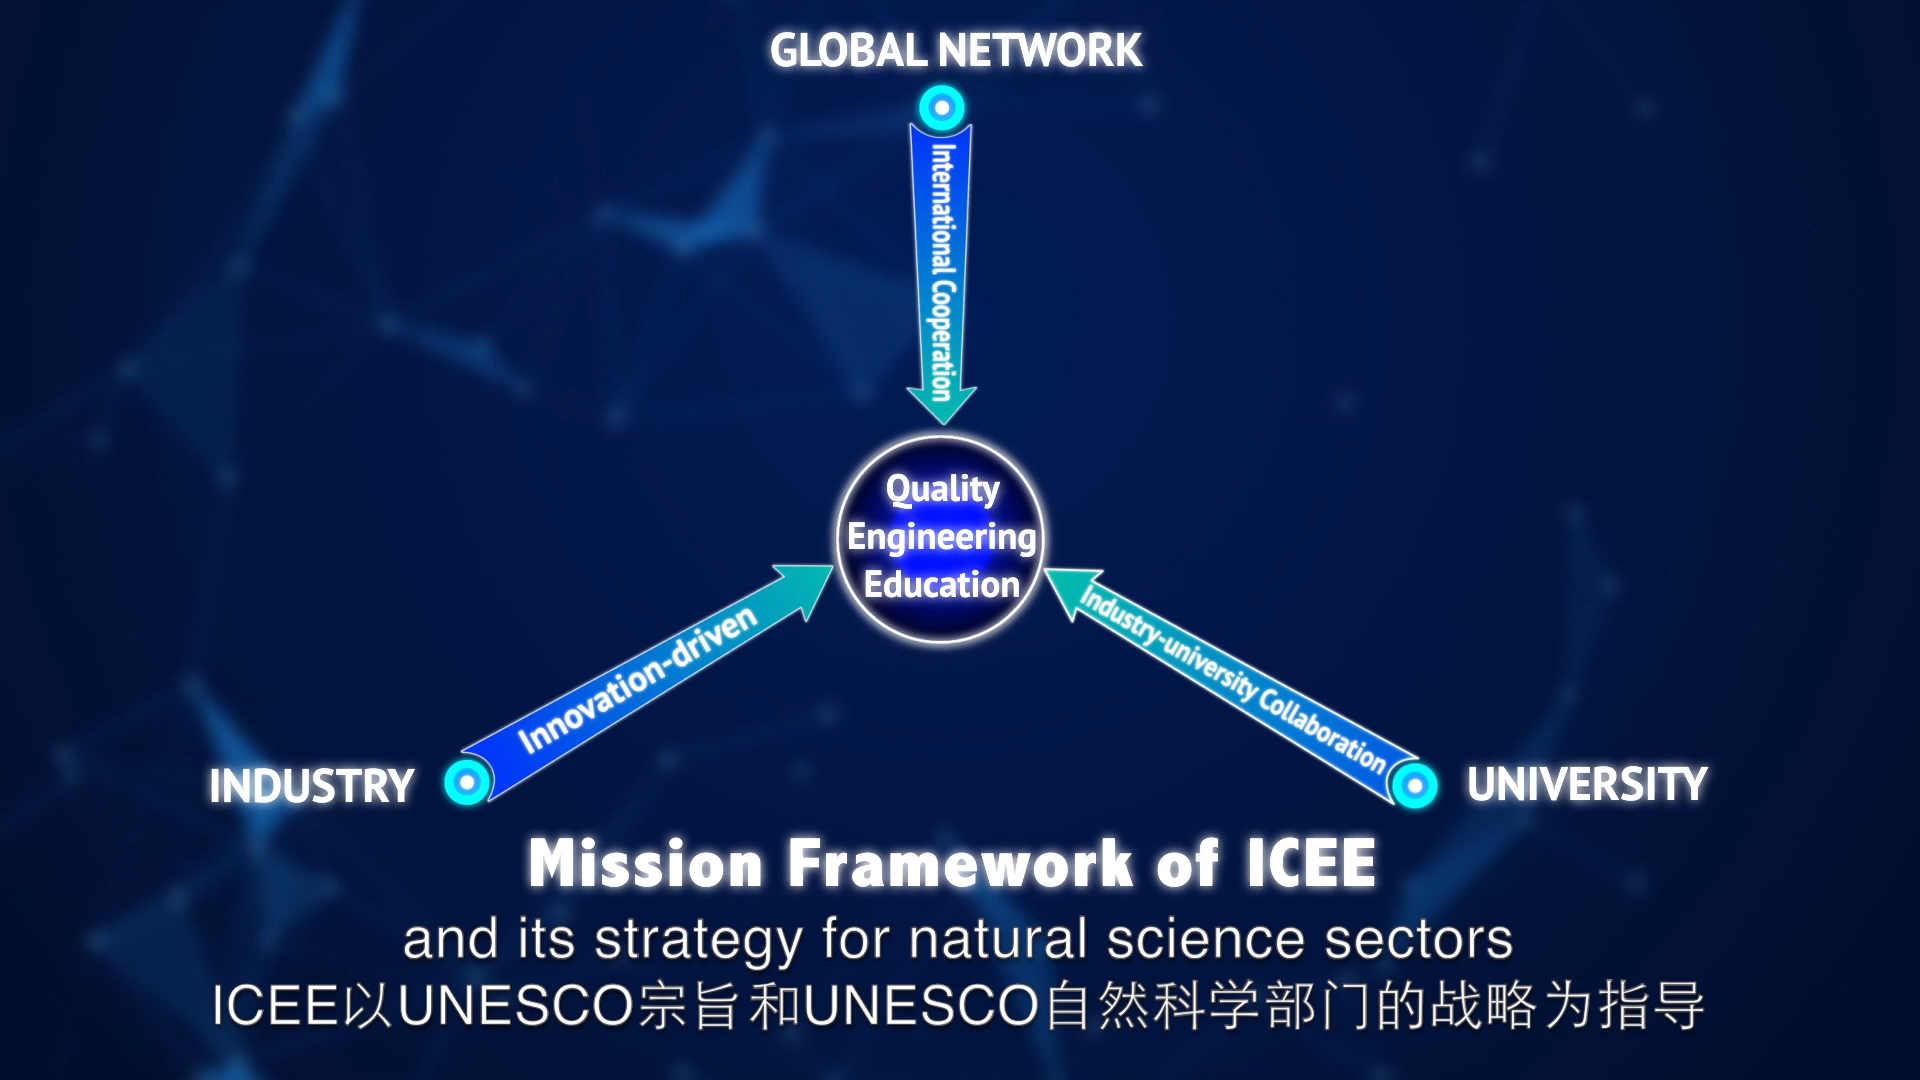 GLOBAL NETWORK
International Cooperation
Quality
Engineering
Education
Innovation-driven
Industry-university Collaboration
INDUSTRY
UNIVERSITY
Mission Framework of ICEE
and its strategy for natural science sectors
ICEE以UNESCO宗旨和UNESCO自然科学部门的战略为指导